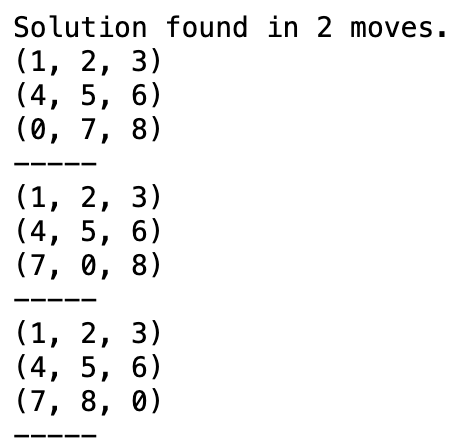 Solution found in 2 moves.
(1, 2, 3)
(4, 5, 6)
(0, 7, 8)
-----
(1, 2, 3)
(4, 5, 6)
(7, 0, 8)
-----
(1, 2, 3)
(4, 5, 6)
(7, 8, 0)
-----